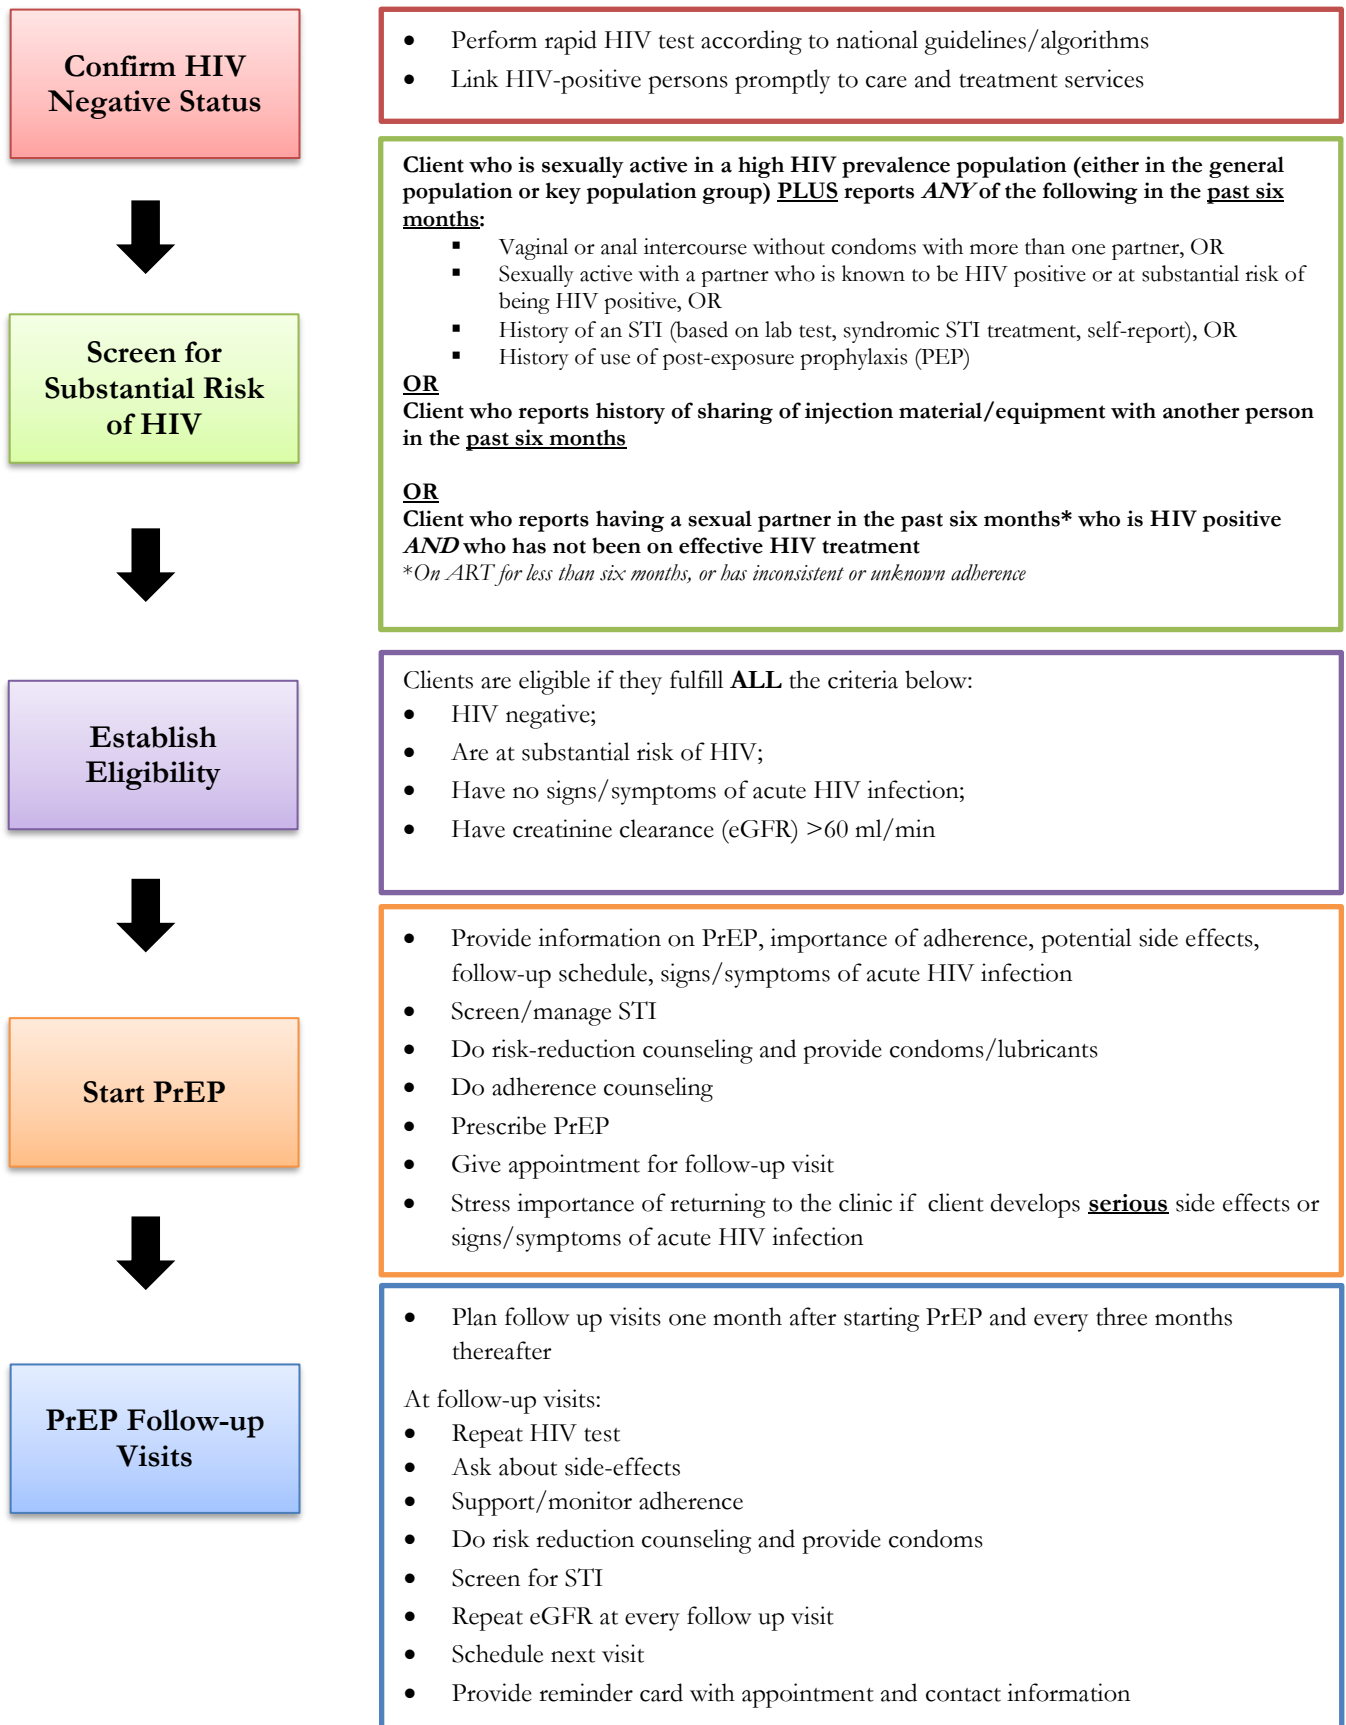 Confirm HIV
Negative Status
• Perform rapid HIV test according to national guidelines/algorithms
• Link HIV-positive persons promptly to care and treatment services
Screen for
Substantial Risk
of HIV
Client who is sexually active in a high HIV prevalence population (either in the general
population or key population group) PLUS reports ANY of the following in the past six
months:
▪ Vaginal or anal intercourse without condoms with more than one partner, OR
▪ Sexually active with a partner who is known to be HIV positive or at substantial risk of
being HIV positive, OR
▪ History of an STI (based on lab test, syndromic STI treatment, self-report), OR
▪ History of use of post-exposure prophylaxis (PEP)
OR
Client who reports history of sharing of injection material/equipment with another person
in the past six months
OR
Client who reports having a sexual partner in the past six months* who is HIV positive
AND who has not been on effective HIV treatment
*On ART for less than six months, or has inconsistent or unknown adherence
Establish
Eligibility
Clients are eligible if they fulfill ALL the criteria below:
• HIV negative;
• Are at substantial risk of HIV;
• Have no signs/symptoms of acute HIV infection;
• Have creatinine clearance (eGFR) >60 ml/min
Start PrEP
• Provide information on PrEP, importance of adherence, potential side effects,
follow-up schedule, signs/symptoms of acute HIV infection
• Screen/manage STI
• Do risk-reduction counseling and provide condoms/lubricants
• Do adherence counseling
• Prescribe PrEP
• Give appointment for follow-up visit
• Stress importance of returning to the clinic if client develops serious side effects or
signs/symptoms of acute HIV infection
PrEP Follow-up
Visits
• Plan follow up visits one month after starting PrEP and every three months
thereafter
At follow-up visits:
• Repeat HIV test
• Ask about side-effects
• Support/monitor adherence
• Do risk reduction counseling and provide condoms
• Screen for STI
• Repeat eGFR at every follow up visit
• Schedule next visit
• Provide reminder card with appointment and contact information